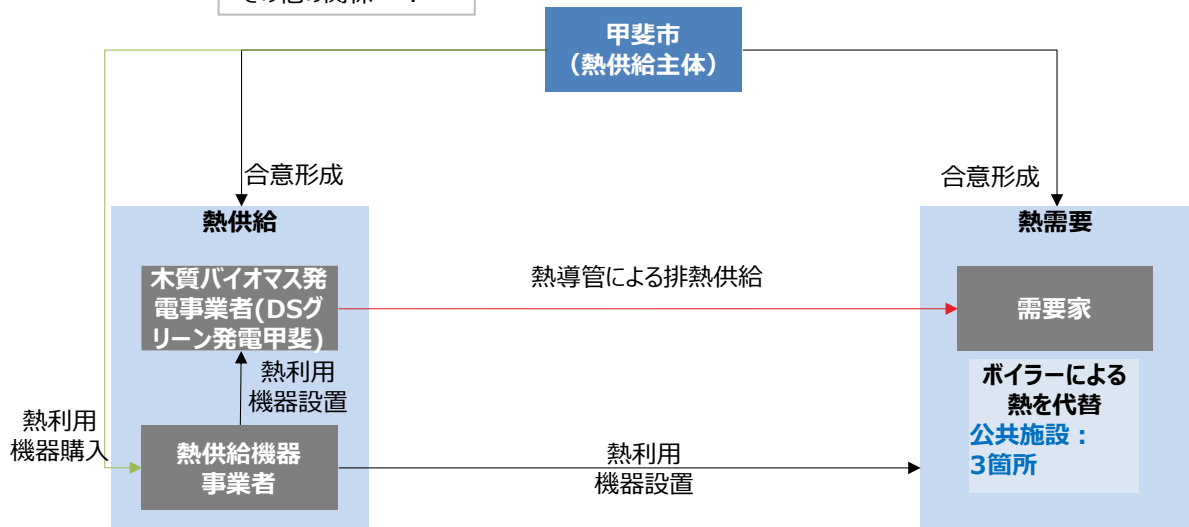 甲斐市
（熱供給主体）
合意形成
合意形成
熱供給
熱需要
木質バイオマス発
電事業者(DSグ
リーン発電甲斐)
熱導管による排熱供給
需要家
熱利用
機器設置
ボイラーによる
熱を代替
公共施設：
3箇所
熱利用
機器購入
熱供給機器
事業者
熱利用
機器設置